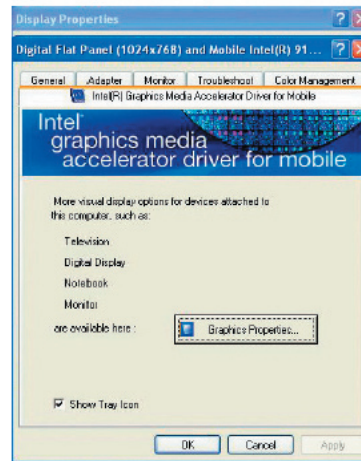 Display Properties
Digital Flat Panel (1024x768) and Mobile Intel(R) 91...
General Adapter Monitor Troubleshoot Color Management
Intel(R) Graphics Media Accelerator Driver for Mobile
Intel
graphics media
accelerator driver for mobile
More visual display options for devices attached to
this computer, such as:
Television
Digital Display
Notebook
Monitor
are available here :
Graphics Properties...
Show Tray Icon
OK Cancel Apply